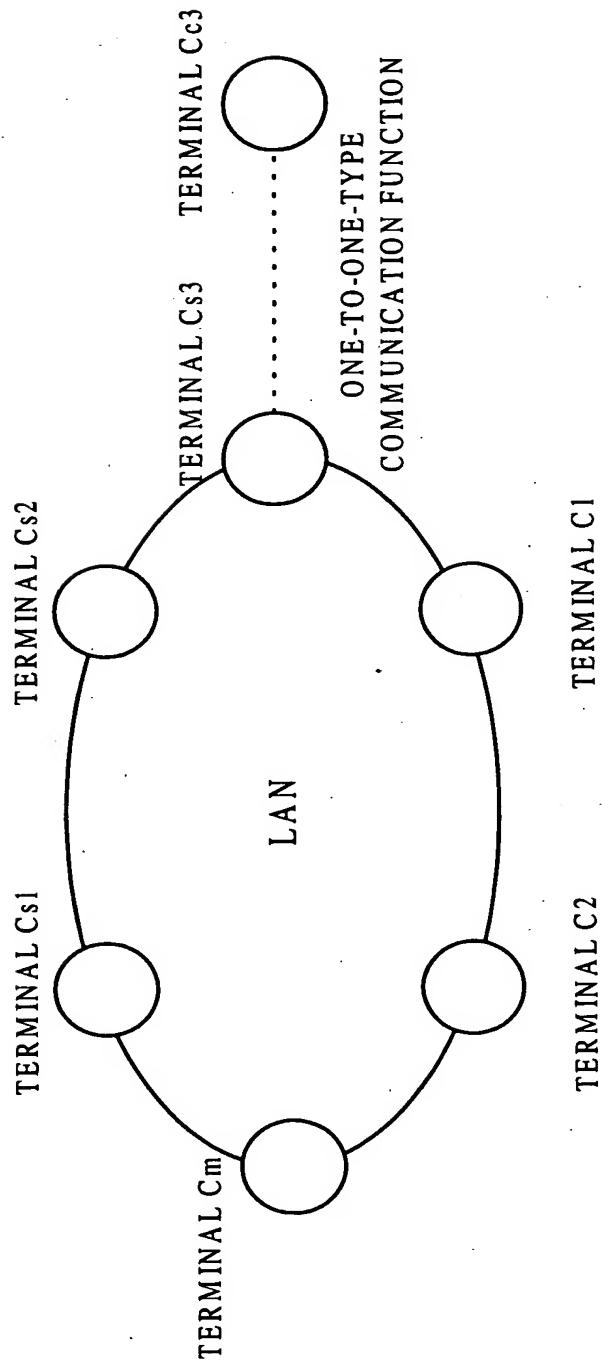 TERMINAL Cs1
TERMINAL Cs2
TERMINAL Cm
TERMINAL Cs3
TERMINAL Cc3
LAN
ONE-TO-ONE-TYPE
COMMUNICATION FUNCTION
TERMINAL C2
TERMINAL C1